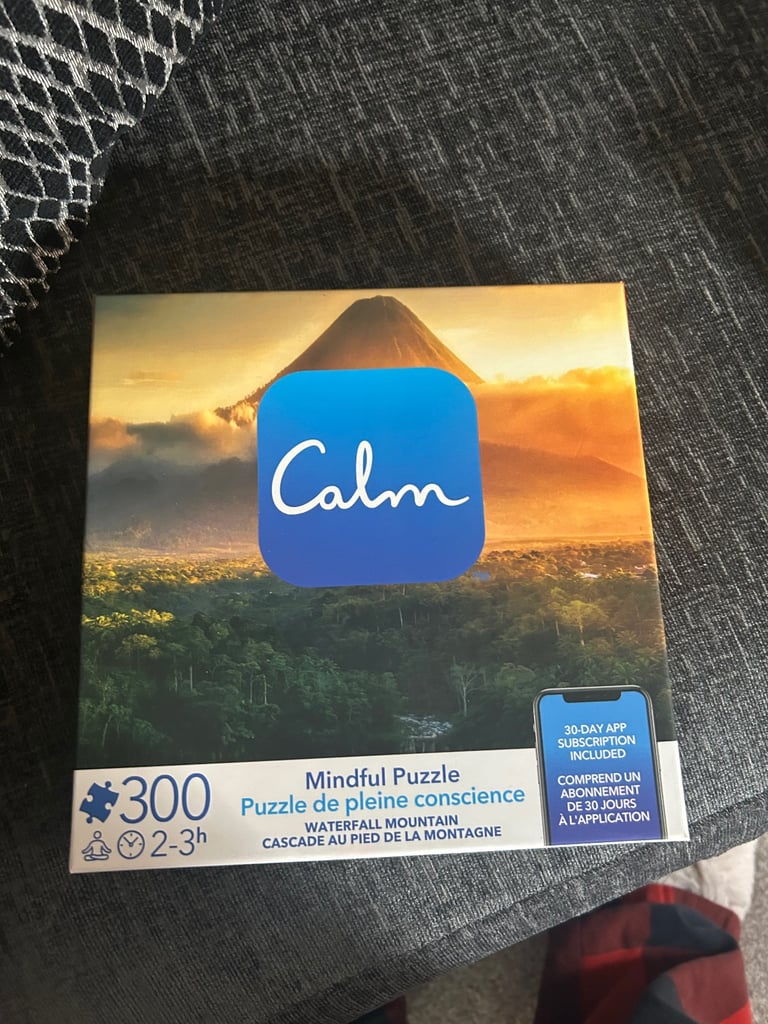 Calm
300
2-3h
Mindful Puzzle
Puzzle de pleine conscience
WATERFALL MOUNTAIN
CASCADE AU PIED DE LA MONTAGNE
30-DAY APP
SUBSCRIPTION
INCLUDED
COMPREND UN
ABONNEMENT
DE 30 JOURS
À L'APPLICATION